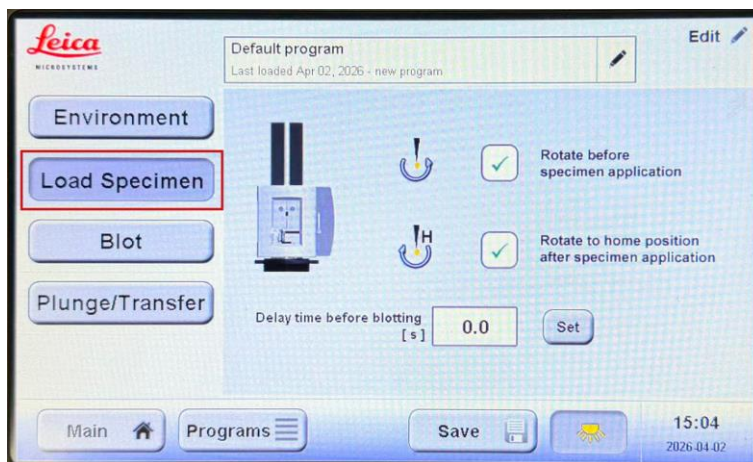 Leica
MICROSYSTEMS
Default program
Last loaded Apr 02, 2026 - new program
Edit
Environment
Load Specimen
Blot
Plunge/Transfer
Rotate before
specimen application
H
Rotate to home position
after specimen application
Delay time before blotting
[s]
0.0
Set
Main
Programs
Save
15:04
2026-04-02